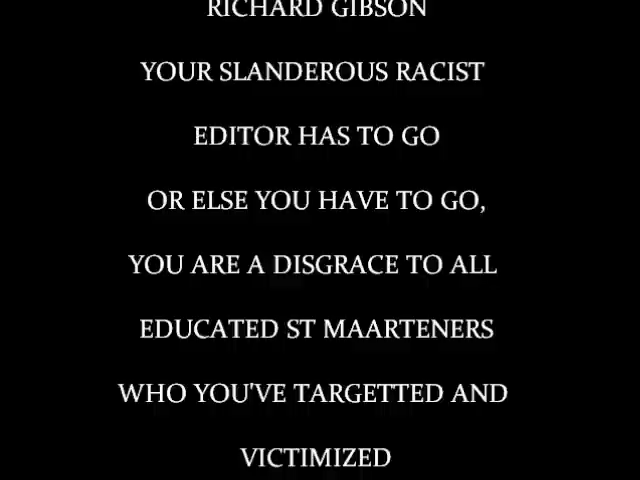 RICHARD GIBSON
YOUR SLANDEROUS RACIST
EDITOR HAS TO GO
OR ELSE YOU HAVE TO GO,
YOU ARE A DISGRACE TO ALL
EDUCATED ST MAARTENERS
WHO YOU'VE TARGETTED AND
VICTIMIZED